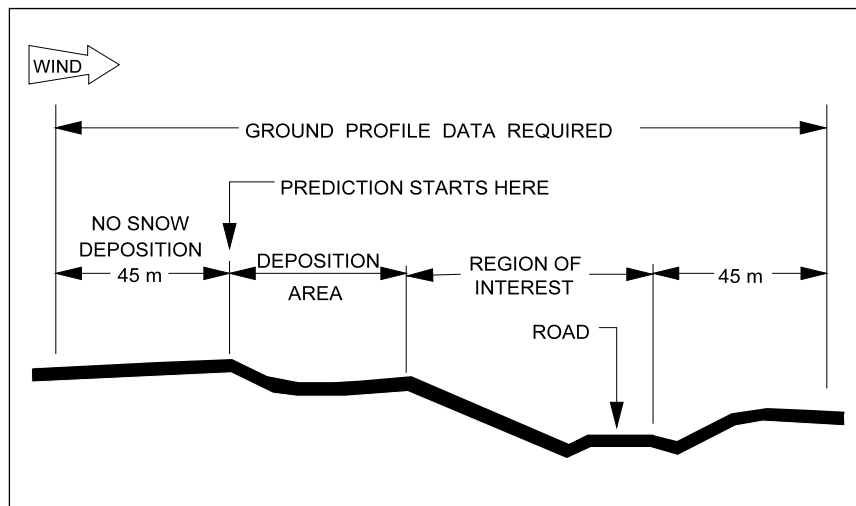 WIND
GROUND PROFILE DATA REQUIRED
PREDICTION STARTS HERE
NO SNOW
DEPOSITION
45 m
DEPOSITION
AREA
REGION OF
INTEREST
45 m
ROAD